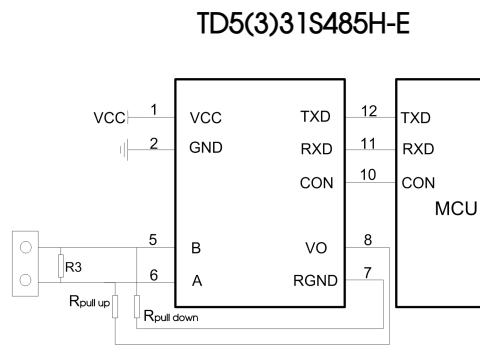 TD5(3)31S485H-E
VCC 1 VCC TXD 12 TXD
2 GND RXD 11 RXD
CON 10 CON
MCU
5 B VO 8
R3
6 A RGND 7
Rpull up
Rpull down